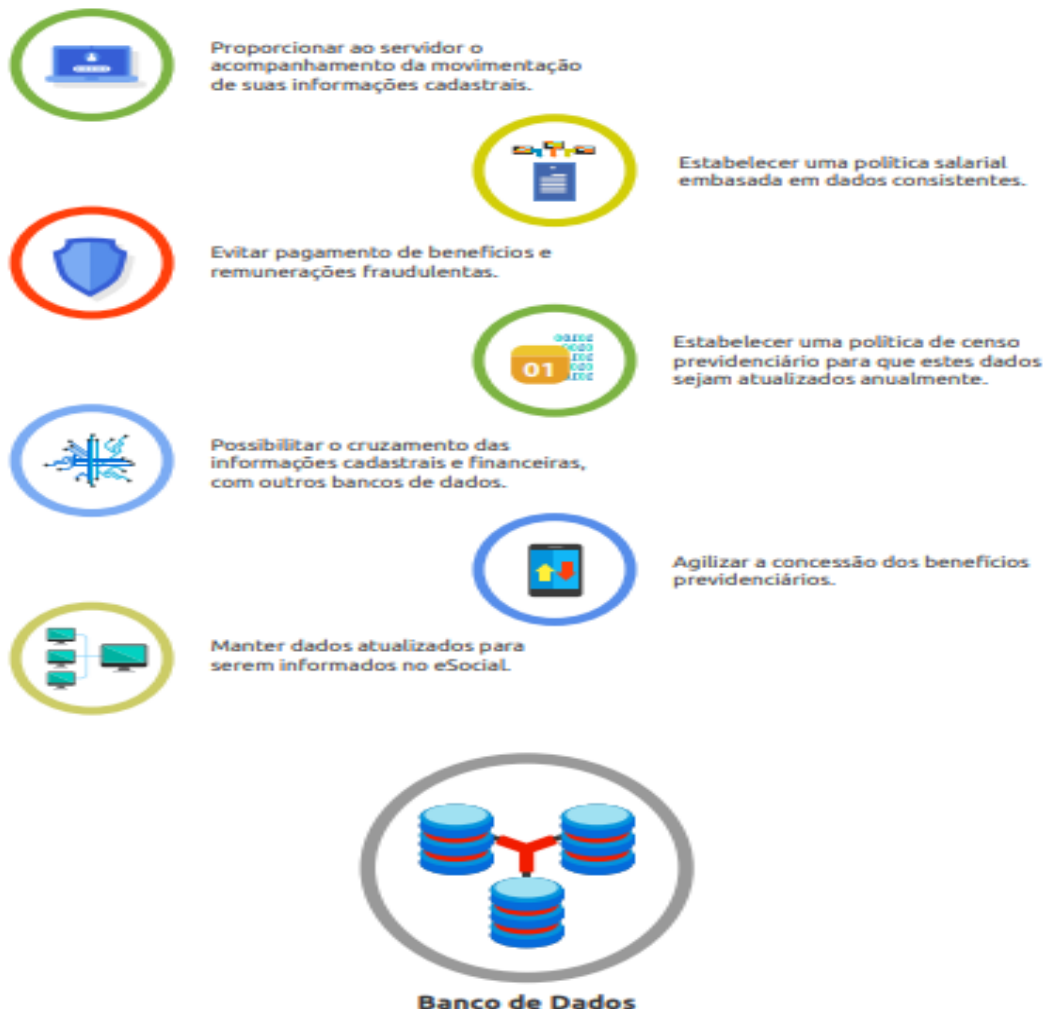 Proporcionar ao servidor o
acompanhamento da movimentação
de suas informações cadastrais.
Estabelecer uma política salarial
embasada em dados consistentes.
Evitar pagamento de benefícios e
remunerações fraudulentas.
01
Estabelecer uma política de censo
previdenciário para que estes dados
sejam atualizados anualmente.
Possibilitar o cruzamento das
informações cadastrais e financeiras,
com outros bancos de dados.
Agilizar a concessão dos benefícios
previdenciários.
Manter dados atualizados para
serem informados no eSocial.
Banco de Dados